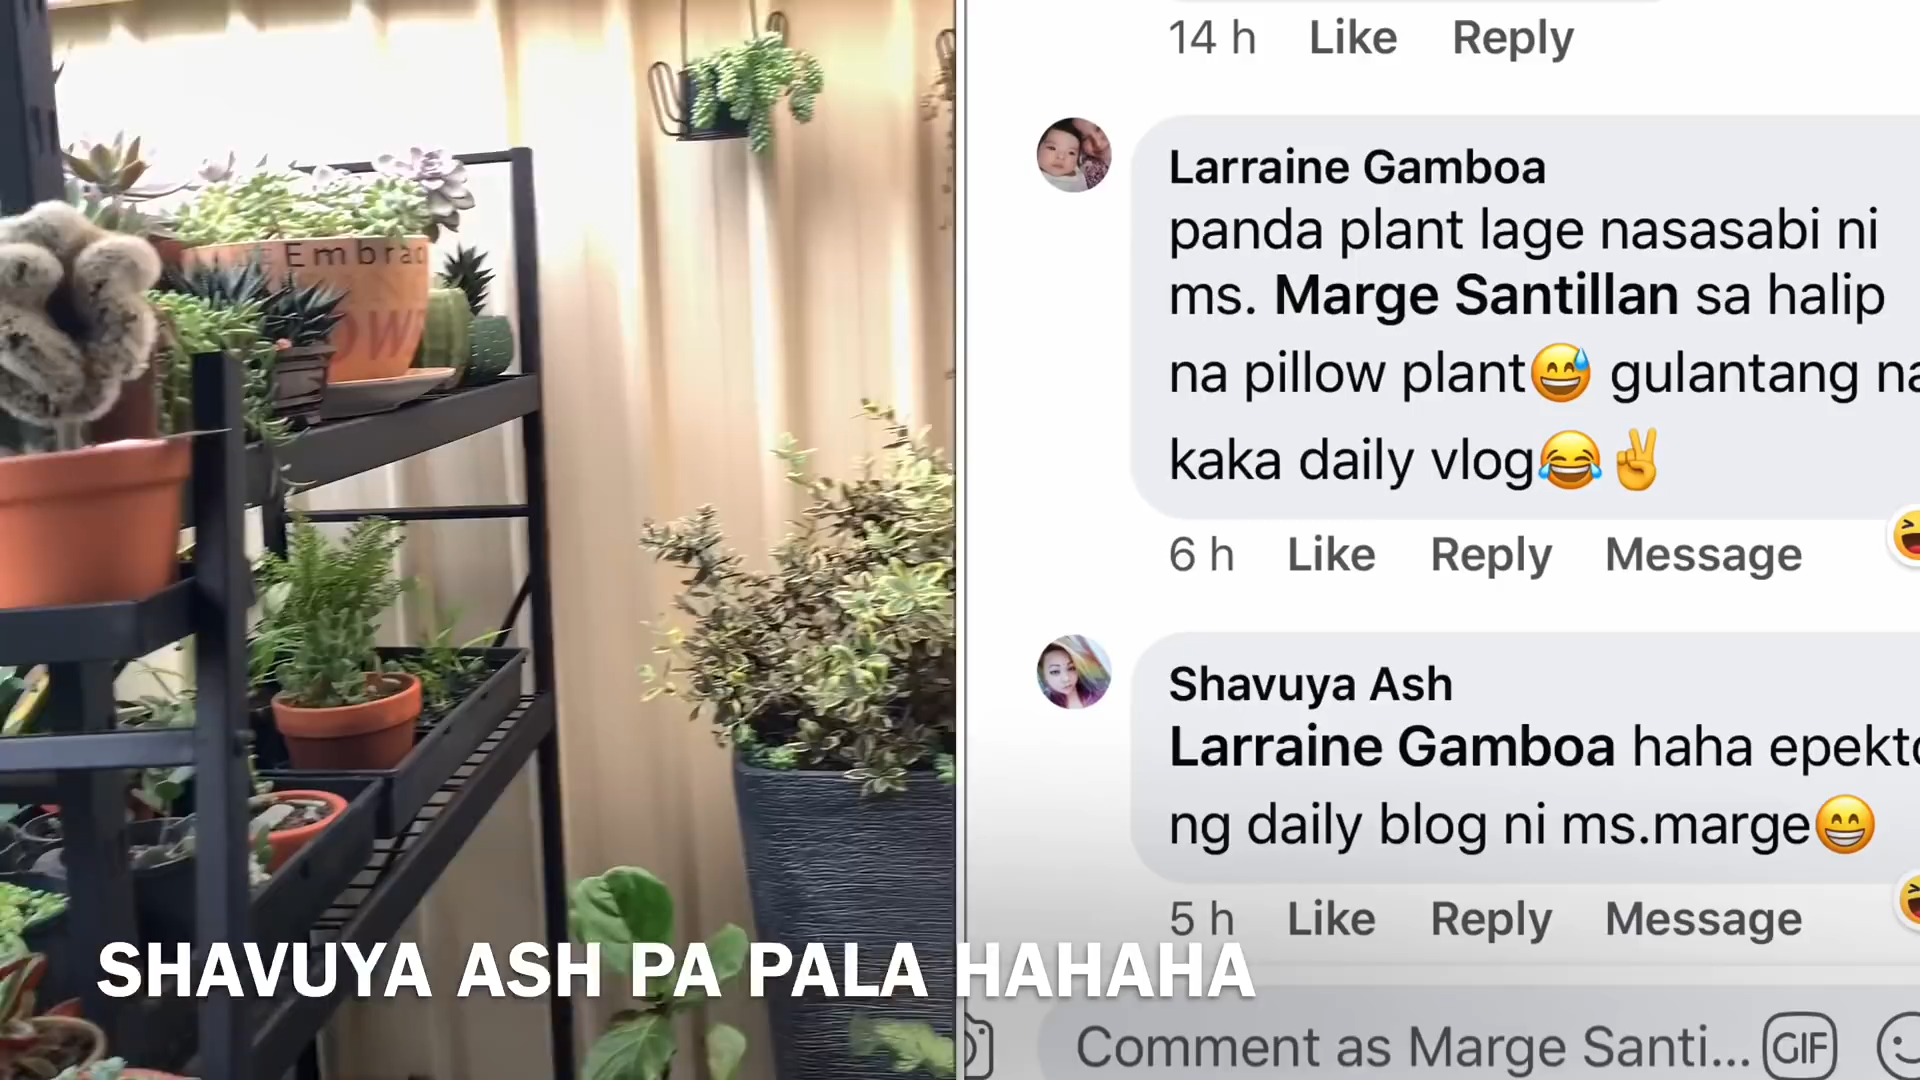 Embrac
OW
14 h Like Reply
Larraine Gamboa
panda plant lage nasasabi ni
ms. Marge Santillan sa halip
na pillow plant😅 gulantang na
kaka daily vlog😂✌️
6 h Like Reply Message
Shavuya Ash
Larraine Gamboa haha epekto
ng daily blog ni ms.marge😁
5 h Like Reply Message
SHAVUYA ASH PA PALA HAHAHA
Comment as Marge Santi... GIF